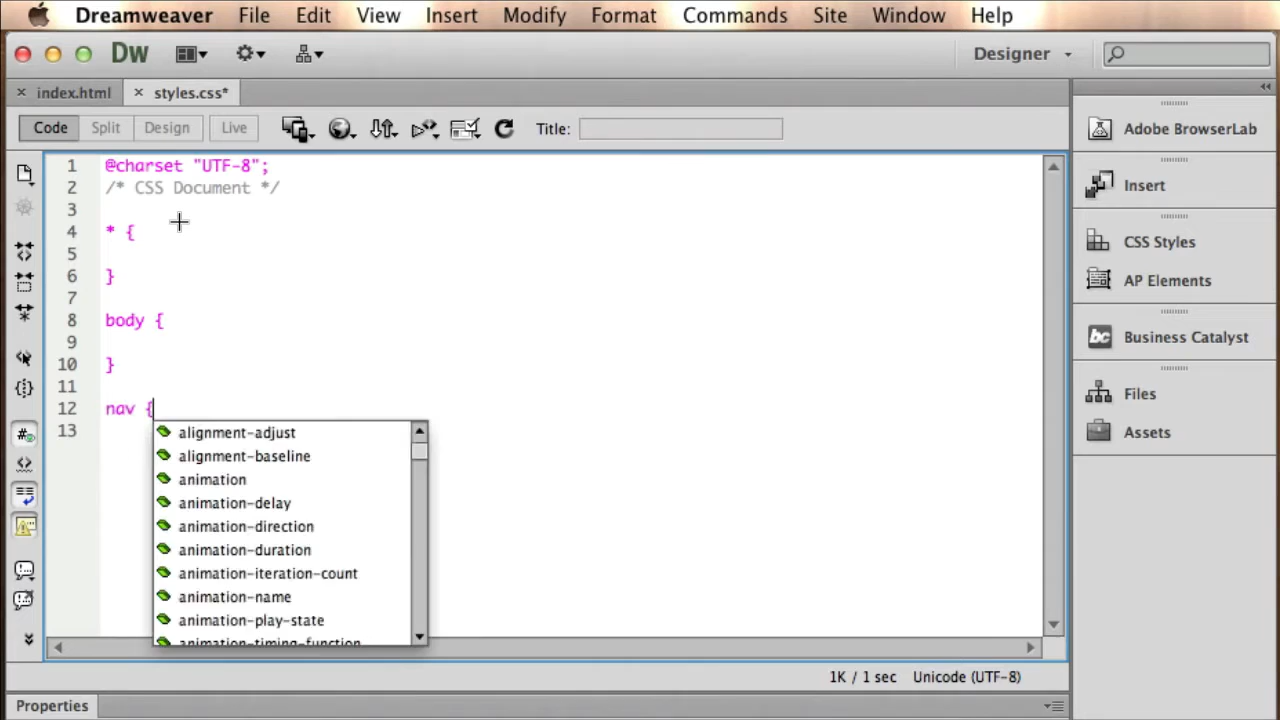 Dreamweaver File Edit View Insert Modify Format Commands Site Window Help
Dw Designer
index.html styles.css*
Code Split Design Live Title:
1 @charset "UTF-8";
2 /* CSS Document */
3
4 * {
5
6 }
7
8 body {
9
10 }
11
12 nav {
13
alignment-adjust
alignment-baseline
animation
animation-delay
animation-direction
animation-duration
animation-iteration-count
animation-name
animation-play-state
animation-timing-function
Adobe BrowserLab
Insert
CSS Styles
AP Elements
bc Business Catalyst
Files
Assets
1K / 1 sec Unicode (UTF-8)
Properties